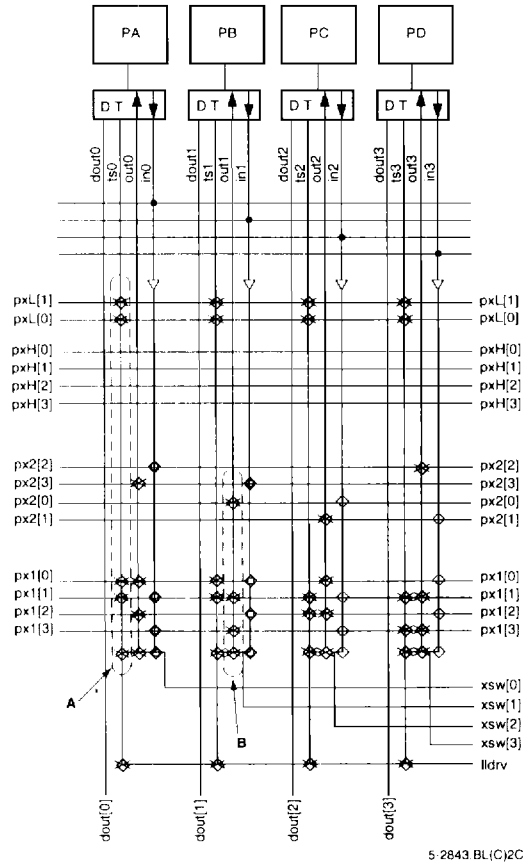 PA PB PC PD
D T D T D T D T
dout0 ts0 out0 in0 dout1 ts1 out1 in1 dout2 ts2 out2 in2 dout3 ts3 out3 in3
pxL[1] pxL[1]
pxL[0] pxL[0]
pxH[0] pxH[0]
pxH[1] pxH[1]
pxH[2] pxH[2]
pxH[3] pxH[3]
px2[2] px2[2]
px2[3] px2[3]
px2[0] px2[0]
px2[1] px2[1]
px1[0] px1[0]
px1[1] px1[1]
px1[2] px1[2]
px1[3] px1[3]
xsw[0]
A xsw[1]
xsw[2]
B xsw[3]
lldrv
dout[0] dout[1] dout[2] dout[3]
5-2843.BL(C)2C